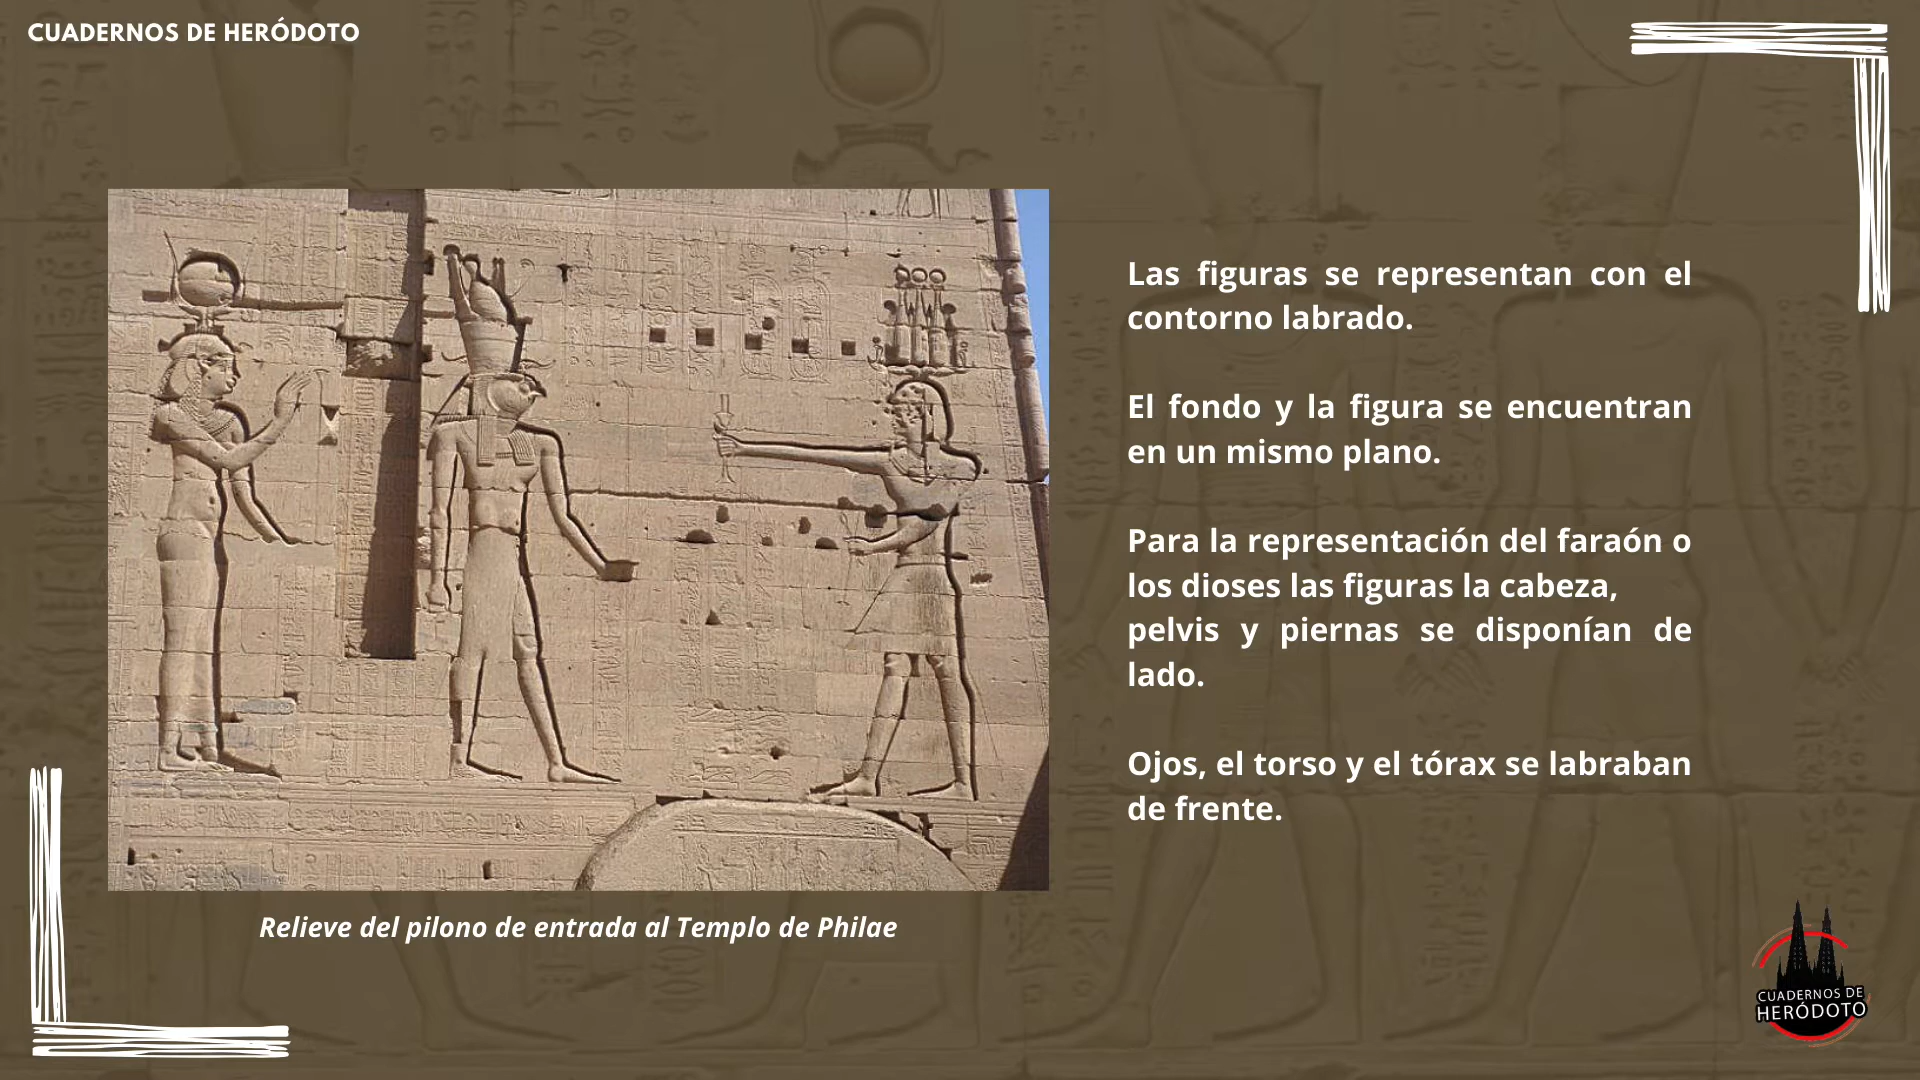 CUADERNOS DE HERÓDOTO
Las figuras se representan con el
contorno labrado.
El fondo y la figura se encuentran
en un mismo plano.
Para la representación del faraón o
los dioses las figuras la cabeza,
pelvis y piernas se disponían de
lado.
Ojos, el torso y el tórax se labraban
de frente.
Relieve del pilono de entrada al Templo de Philae
CUADERNOS DE
HERÓDOTO